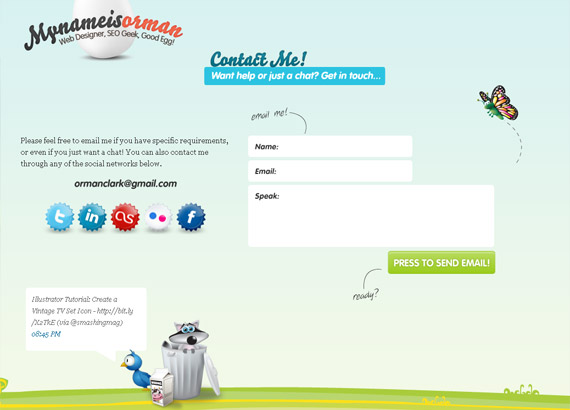 Mynameisorman
Web Designer, SEO Geek, Good Egg!
Contact Me!
Want help or just a chat? Get in touch...
email me!
Please feel free to email me if you have specific requirements,
or even if you just want a chat! You can also contact me
through any of the social networks below.
ormanclark@gmail.com
t
in
as
f
Name:
Email:
Speak:
PRESS TO SEND EMAIL!
ready?
Illustrator Tutorial: Create a
Vintage TV Set Icon - http://bit.ly
(via @smashingmag)
08:45 PM